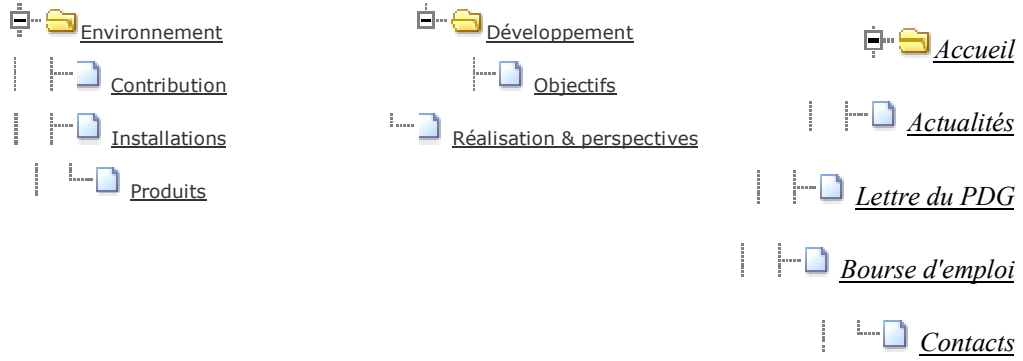 Environnement
Contribution
Installations
Produits
Développement
Objectifs
Réalisation & perspectives
Accueil
Actualités
Lettre du PDG
Bourse d'emploi
Contacts